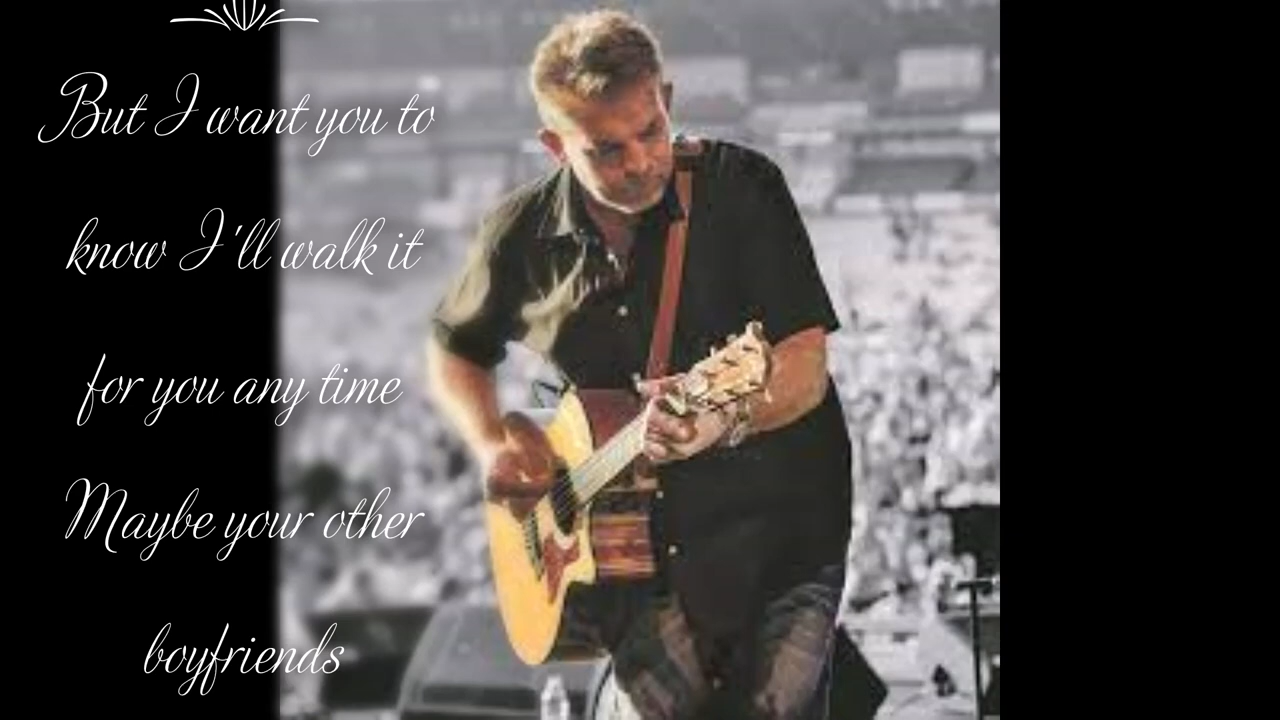 But I want you to
know I'll walk it
for you any time
Maybe your other
boyfriends